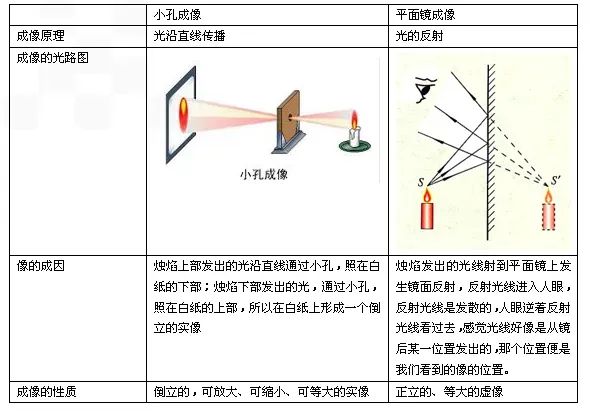 小孔成像 平面镜成像
成像原理 光沿直线传播 光的反射
成像的光路图
小孔成像
S S′
像的成因
烛焰上部发出的光沿直线通过小孔，照在白
纸的下部；烛焰下部发出的光，通过小孔，
照在白纸的上部，所以在白纸上形成一个倒
立的实像
烛焰发出的光线射到平面镜上发
生镜面反射，反射光线进入人眼，
反射光线是发散的，人眼逆着反射
光线看过去，感觉光线好像是从镜
后某一位置发出的，那个位置便是
我们看到的像的位置。
成像的性质 倒立的，可放大、可缩小、可等大的实像 正立的、等大的虚像